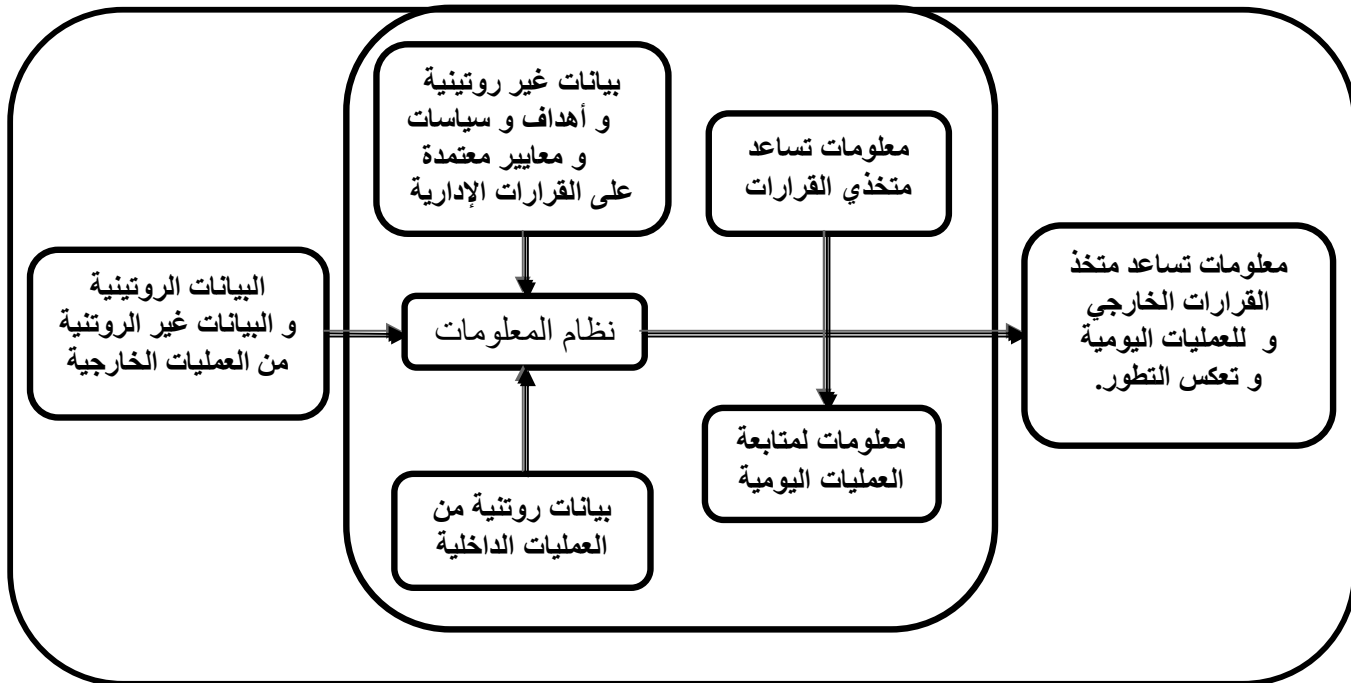 بيانات غير روتينية
و أهداف و سياسات
و معايير معتمدة
على القرارات الإدارية
معلومات تساعد
متخذي القرارات
البيانات الروتينية
و البيانات غير الروتنية
من العمليات الخارجية
نظام المعلومات
معلومات تساعد متخذ
القرارات الخارجي
و للعمليات اليومية
و تعكس التطور.
معلومات لمتابعة
العمليات اليومية
بيانات روتنية من
العمليات الداخلية